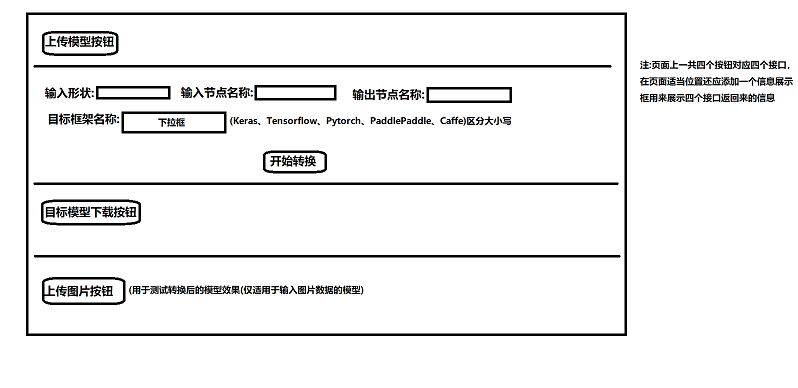 上传模型按钮
输入形状:
输入节点名称:
输出节点名称:
目标框架名称:
下拉框
(Keras、Tensorflow、Pytorch、PaddlePaddle、Caffe)区分大小写
开始转换
目标模型下载按钮
上传图片按钮
(用于测试转换后的模型效果(仅适用于输入图片数据的模型)
注:页面上一共四个按钮对应四个接口，
在页面适当位置还应添加一个信息展示
框用来展示四个接口返回来的信息